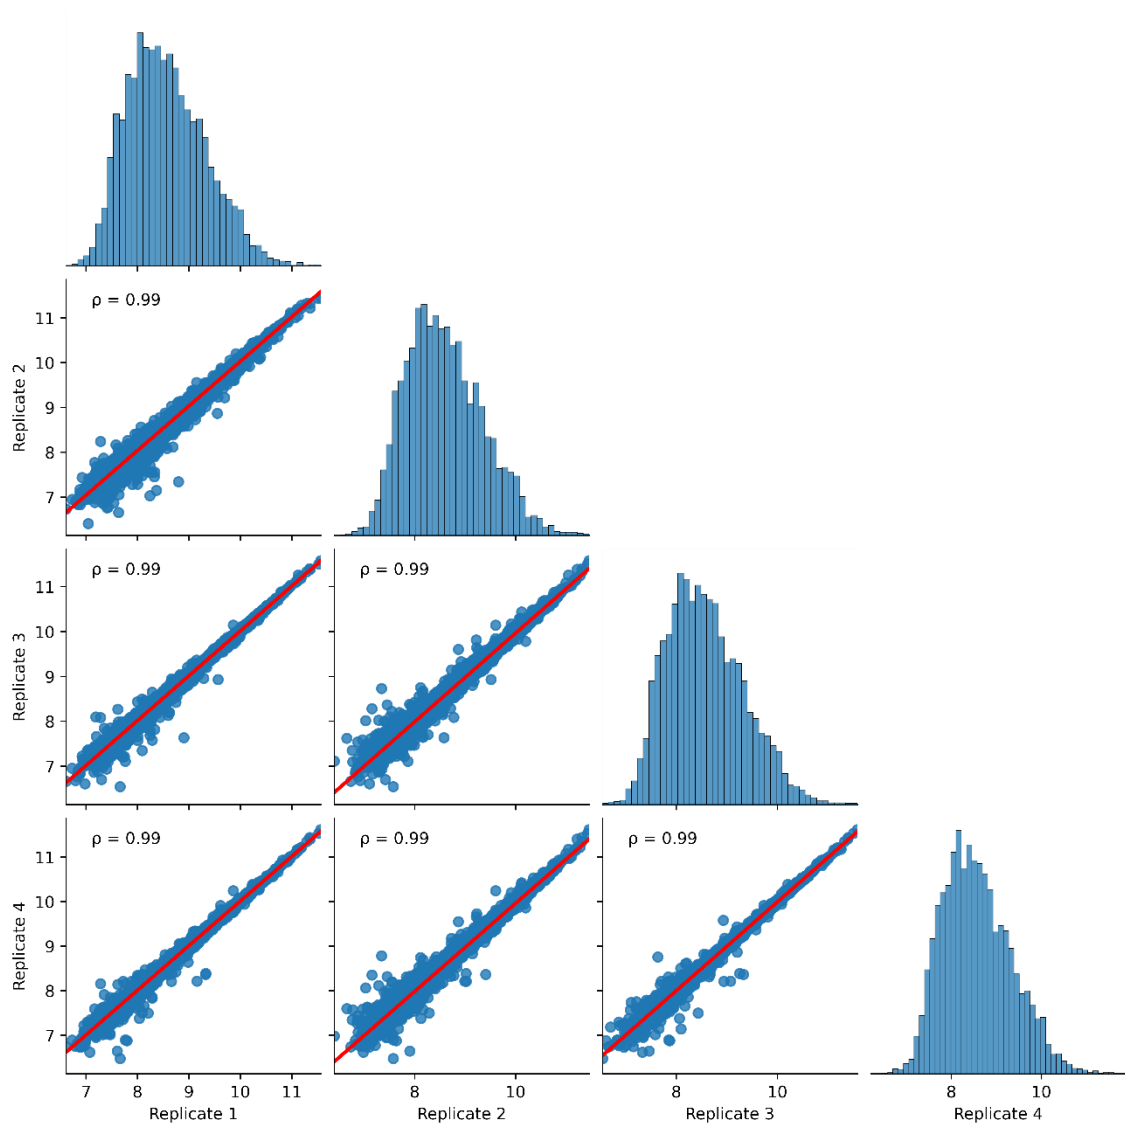 ρ = 0.99
11
10
9
8
7
Replicate 2
ρ = 0.99
ρ = 0.99
11
10
9
8
7
Replicate 3
ρ = 0.99
ρ = 0.99
ρ = 0.99
11
10
9
8
7
Replicate 4
7 8 9 10 11
8 10
8 10
8 10
Replicate 1
Replicate 2
Replicate 3
Replicate 4